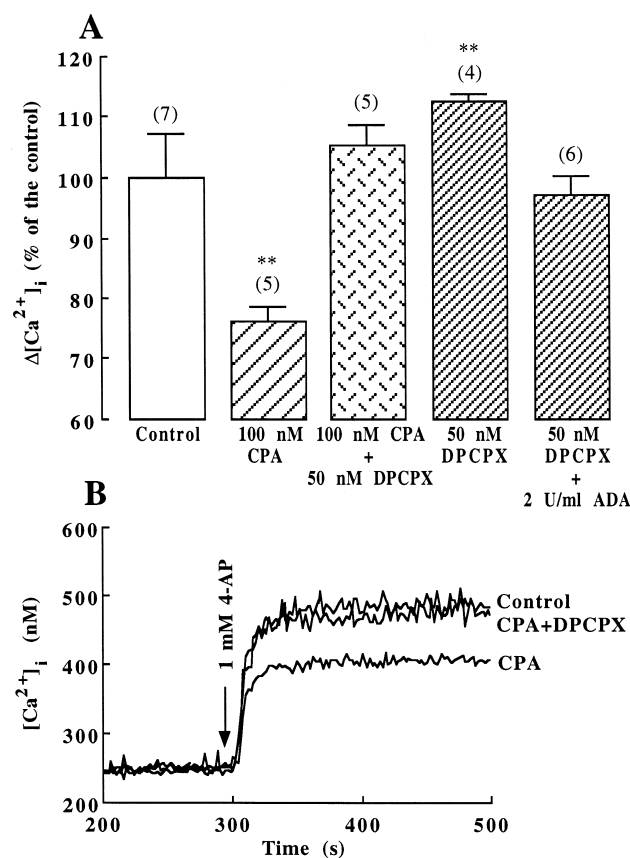 A
120
110
100
90
80
70
60
Δ[Ca2+]i (% of the control)
(7)
**
(5)
(5)
**
(4)
(6)
Control
100 nM
CPA
100 nM CPA
+
50 nM DPCPX
50 nM
DPCPX
50 nM
DPCPX
+
2 U/ml ADA
B
600
500
400
300
200
[Ca2+]i (nM)
1 mM 4-AP
Control
CPA+DPCPX
CPA
200
300
400
500
Time (s)